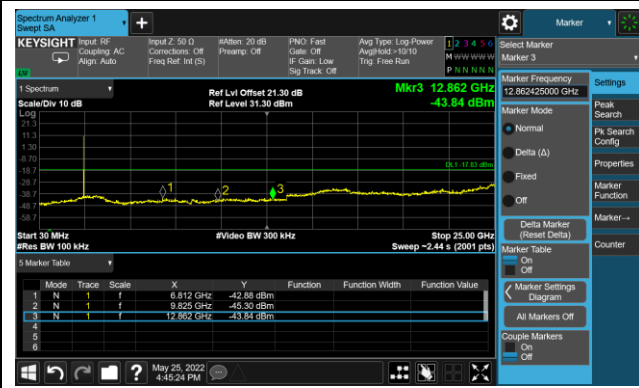 Spectrum Analyzer 1
Swept SA
Marker
KEYSIGHT
Input: RF
Coupling: AC
Align: Auto
Input Z: 50 Ω
Corrections: Off
Freq Ref: Int (S)
#Atten: 20 dB
Preamp: Off
PNO: Fast
Gate: Off
IF Gain: Low
Sig Track: Off
Avg Type: Log-Power
Avg|Hold:>10/10
Trig: Free Run
1 2 3 4 5 6
M W W W W W
P N N N N N
LXI
Select Marker
Marker 3
1 Spectrum
Scale/Div 10 dB
Log
Ref Lvl Offset 21.30 dB
Ref Level 31.30 dBm
Mkr3 12.862 GHz
-43.84 dBm
21.3
11.3
1.30
-8.70
-18.7
-28.7
-38.7
-48.7
-58.7
DL1 -17.83 dBm
1
2
3
Start 30 MHz
#Res BW 100 kHz
#Video BW 300 kHz
Stop 25.00 GHz
Sweep ~2.44 s (2001 pts)
5 Marker Table
Mode Trace Scale X Y Function Function Width Function Value
1 N 1 f 6.812 GHz -42.88 dBm
2 N 1 f 9.825 GHz -45.30 dBm
3 N 1 f 12.862 GHz -43.84 dBm
4
5
6
Marker Frequency
12.862425000 GHz
Marker Mode
Normal
Delta (Δ)
Fixed
Off
Delta Marker
(Reset Delta)
Marker Table
On
Off
Marker Settings
Diagram
All Markers Off
Couple Markers
On
Off
Settings
Peak
Search
Pk Search
Config
Properties
Marker
Function
Marker→
Counter
May 25, 2022
4:45:24 PM